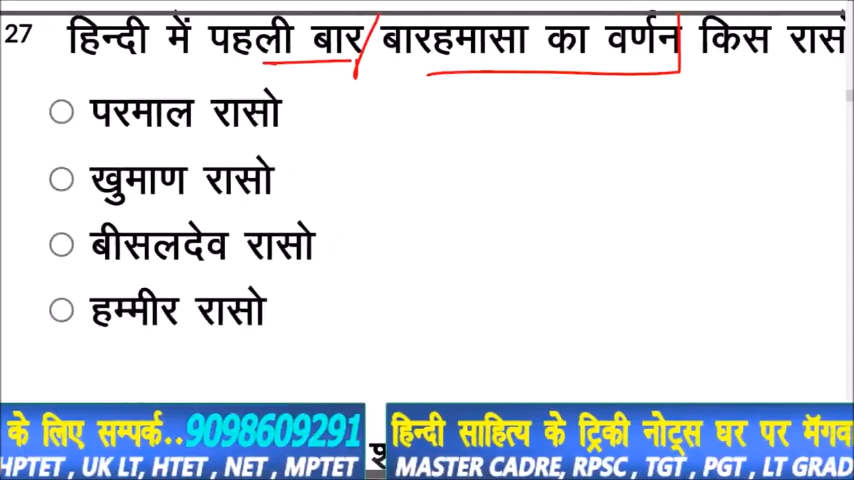 27 हिन्दी में पहली बार बारहमासा का वर्णन किस रासो
परमाल रासो
खुमाण रासो
बीसलदेव रासो
हम्मीर रासो
के लिए सम्पर्क..9098609291 हिन्दी साहित्य के ट्रिकी नोट्स घर पर मॅगव
HPTET , UK LT, HTET , NET , MPTET MASTER CADRE, RPSC , TGT , PGT , LT GRAD